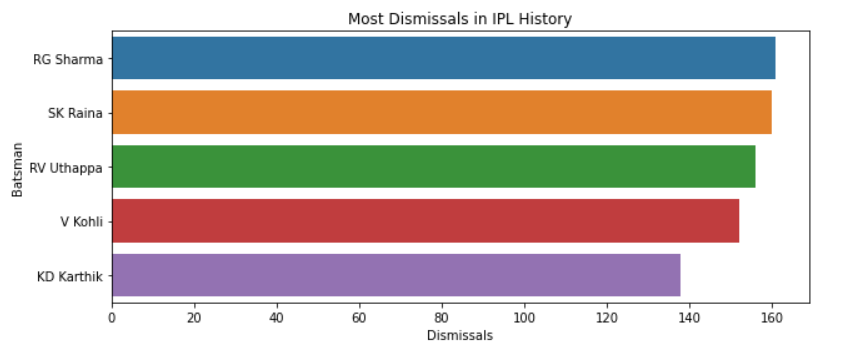 Most Dismissals in IPL History
Batsman
RG Sharma
SK Raina
RV Uthappa
V Kohli
KD Karthik
0 20 40 60 80 100 120 140 160
Dismissals